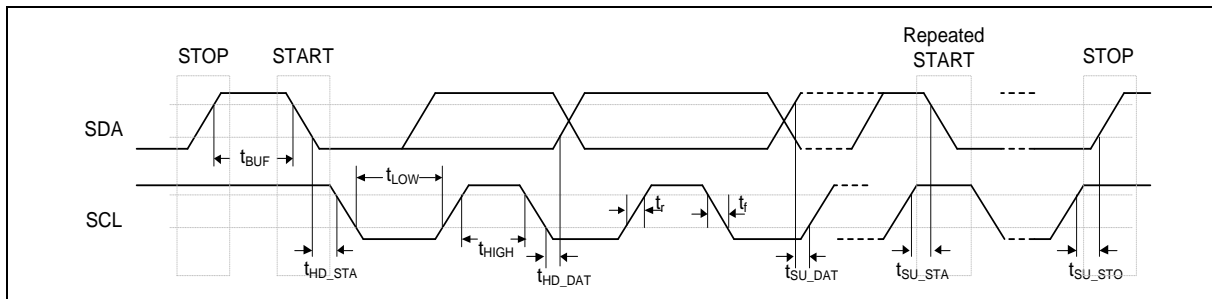 STOP
START
Repeated
START
STOP
SDA
tBUF
tLOW
SCL
tr
tf
tHIGH
tHD_STA
tHD_DAT
tSU_DAT
tSU_STA
tSU_STO